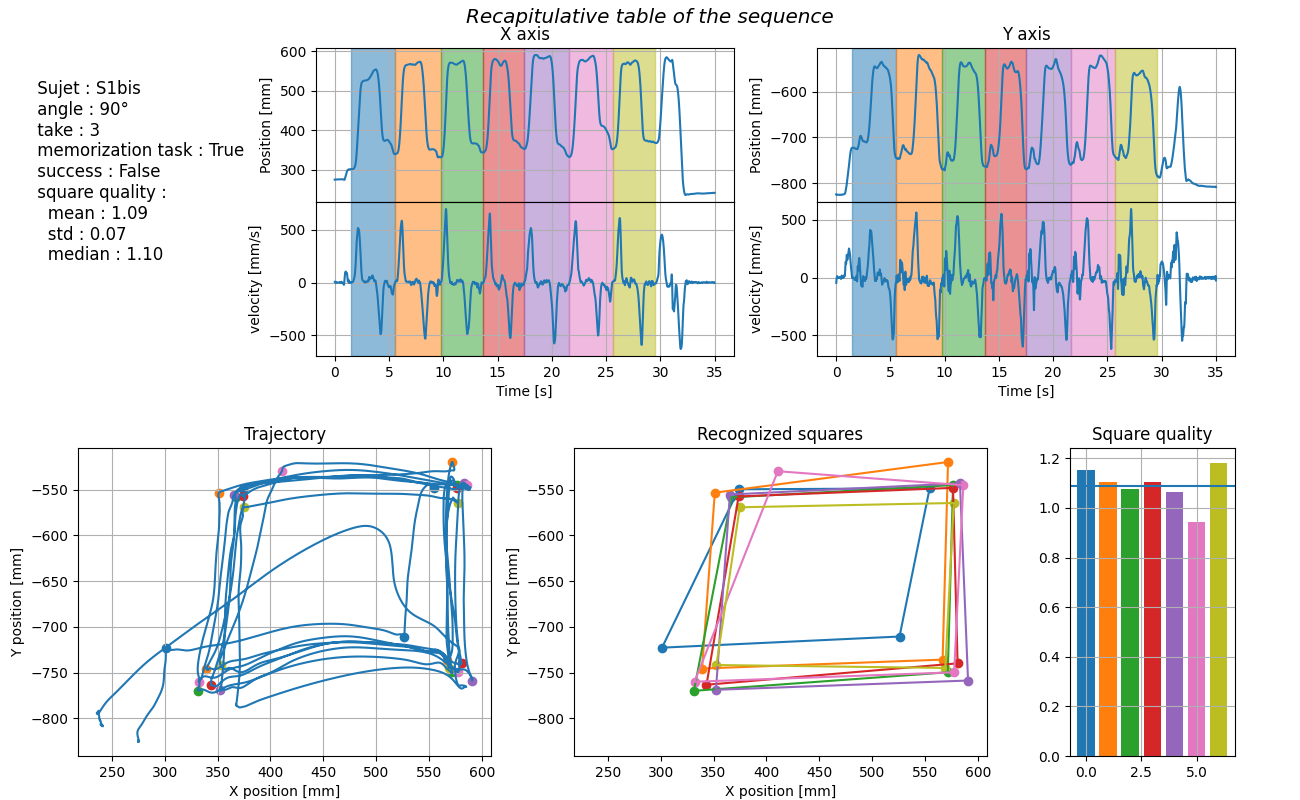 Recapitulative table of the sequence
Sujet : S1bis
angle : 90°
take : 3
memorization task : True
success : False
square quality :
mean : 1.09
std : 0.07
median : 1.10
X axis
Position [mm]
600
500
400
300
velocity [mm/s]
500
0
−500
0 5 10 15 20 25 30 35
Time [s]
Y axis
Position [mm]
−600
−700
−800
velocity [mm/s]
500
0
−500
0 5 10 15 20 25 30 35
Time [s]
Trajectory
Y position [mm]
−550
−600
−650
−700
−750
−800
250 300 350 400 450 500 550 600
X position [mm]
Recognized squares
Y position [mm]
−550
−600
−650
−700
−750
−800
250 300 350 400 450 500 550 600
X position [mm]
Square quality
1.2
1.0
0.8
0.6
0.4
0.2
0.0
0.0 2.5 5.0